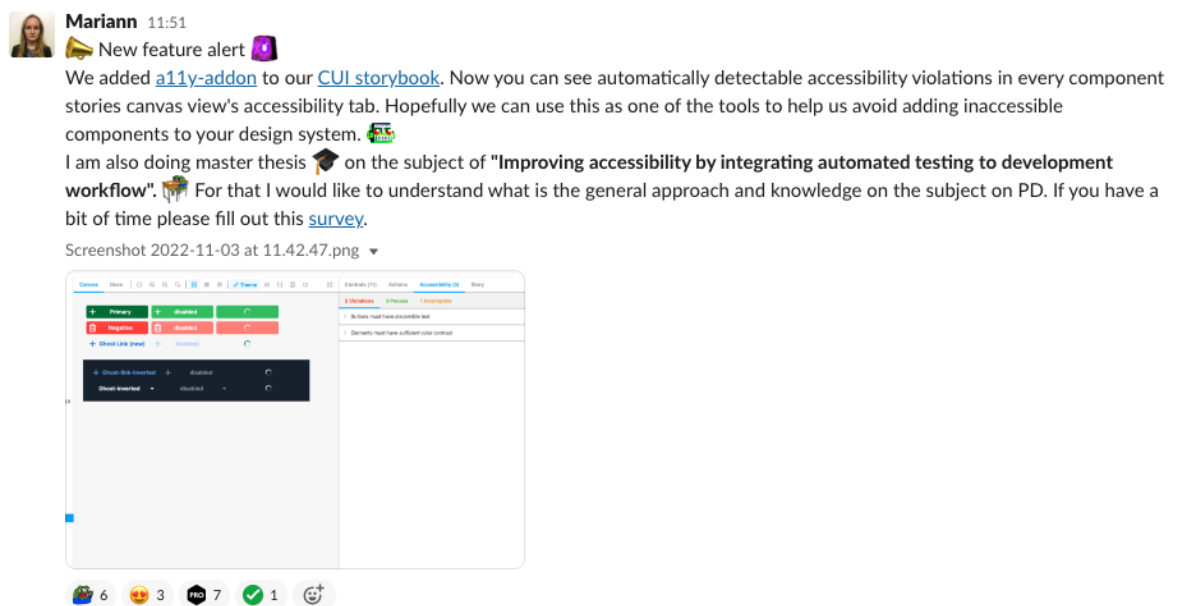 Mariann 11:51
New feature alert
We added a11y-addon to our CUI storybook. Now you can see automatically detectable accessibility violations in every component
stories canvas view's accessibility tab. Hopefully we can use this as one of the tools to help us avoid adding inaccessible
components to your design system.
I am also doing master thesis on the subject of "Improving accessibility by integrating automated testing to development
workflow". For that I would like to understand what is the general approach and knowledge on the subject on PD. If you have a
bit of time please fill out this survey.
Screenshot 2022-11-03 at 11.42.47.png
Canvas Docs Theme Controls (11) Actions Accessibility (3) Story
2 Violations 3 Passes 1 Incomplete
Primary disabled
Buttons must have discernible text
Negative disabled
Elements must have sufficient color contrast
Ghost Link (new) disabled
Ghost-link-inverted disabled
Ghost-inverted disabled
6 3 PRO 7 1